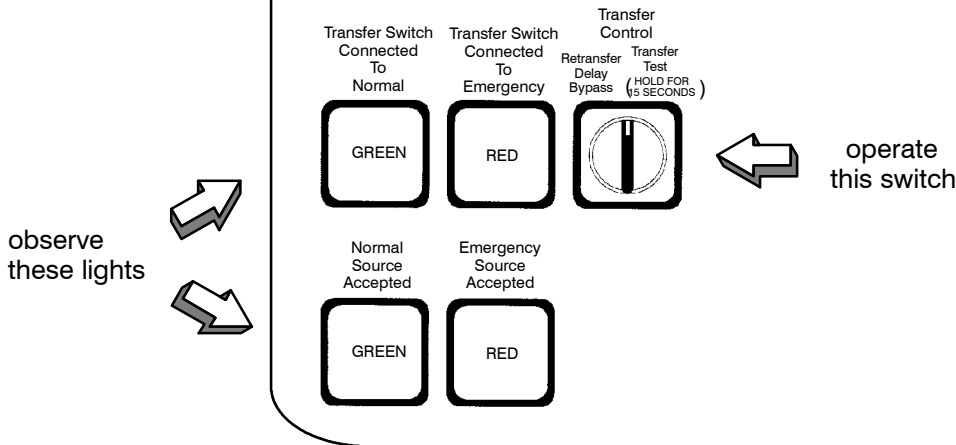 Transfer Switch
Connected
To
Normal
GREEN
Transfer Switch
Connected
To
Emergency
RED
Transfer
Control
Retransfer
Delay
Bypass
Transfer
Test
(HOLD FOR
15 SECONDS)
operate
this switch
observe
these lights
Normal
Source
Accepted
GREEN
Emergency
Source
Accepted
RED